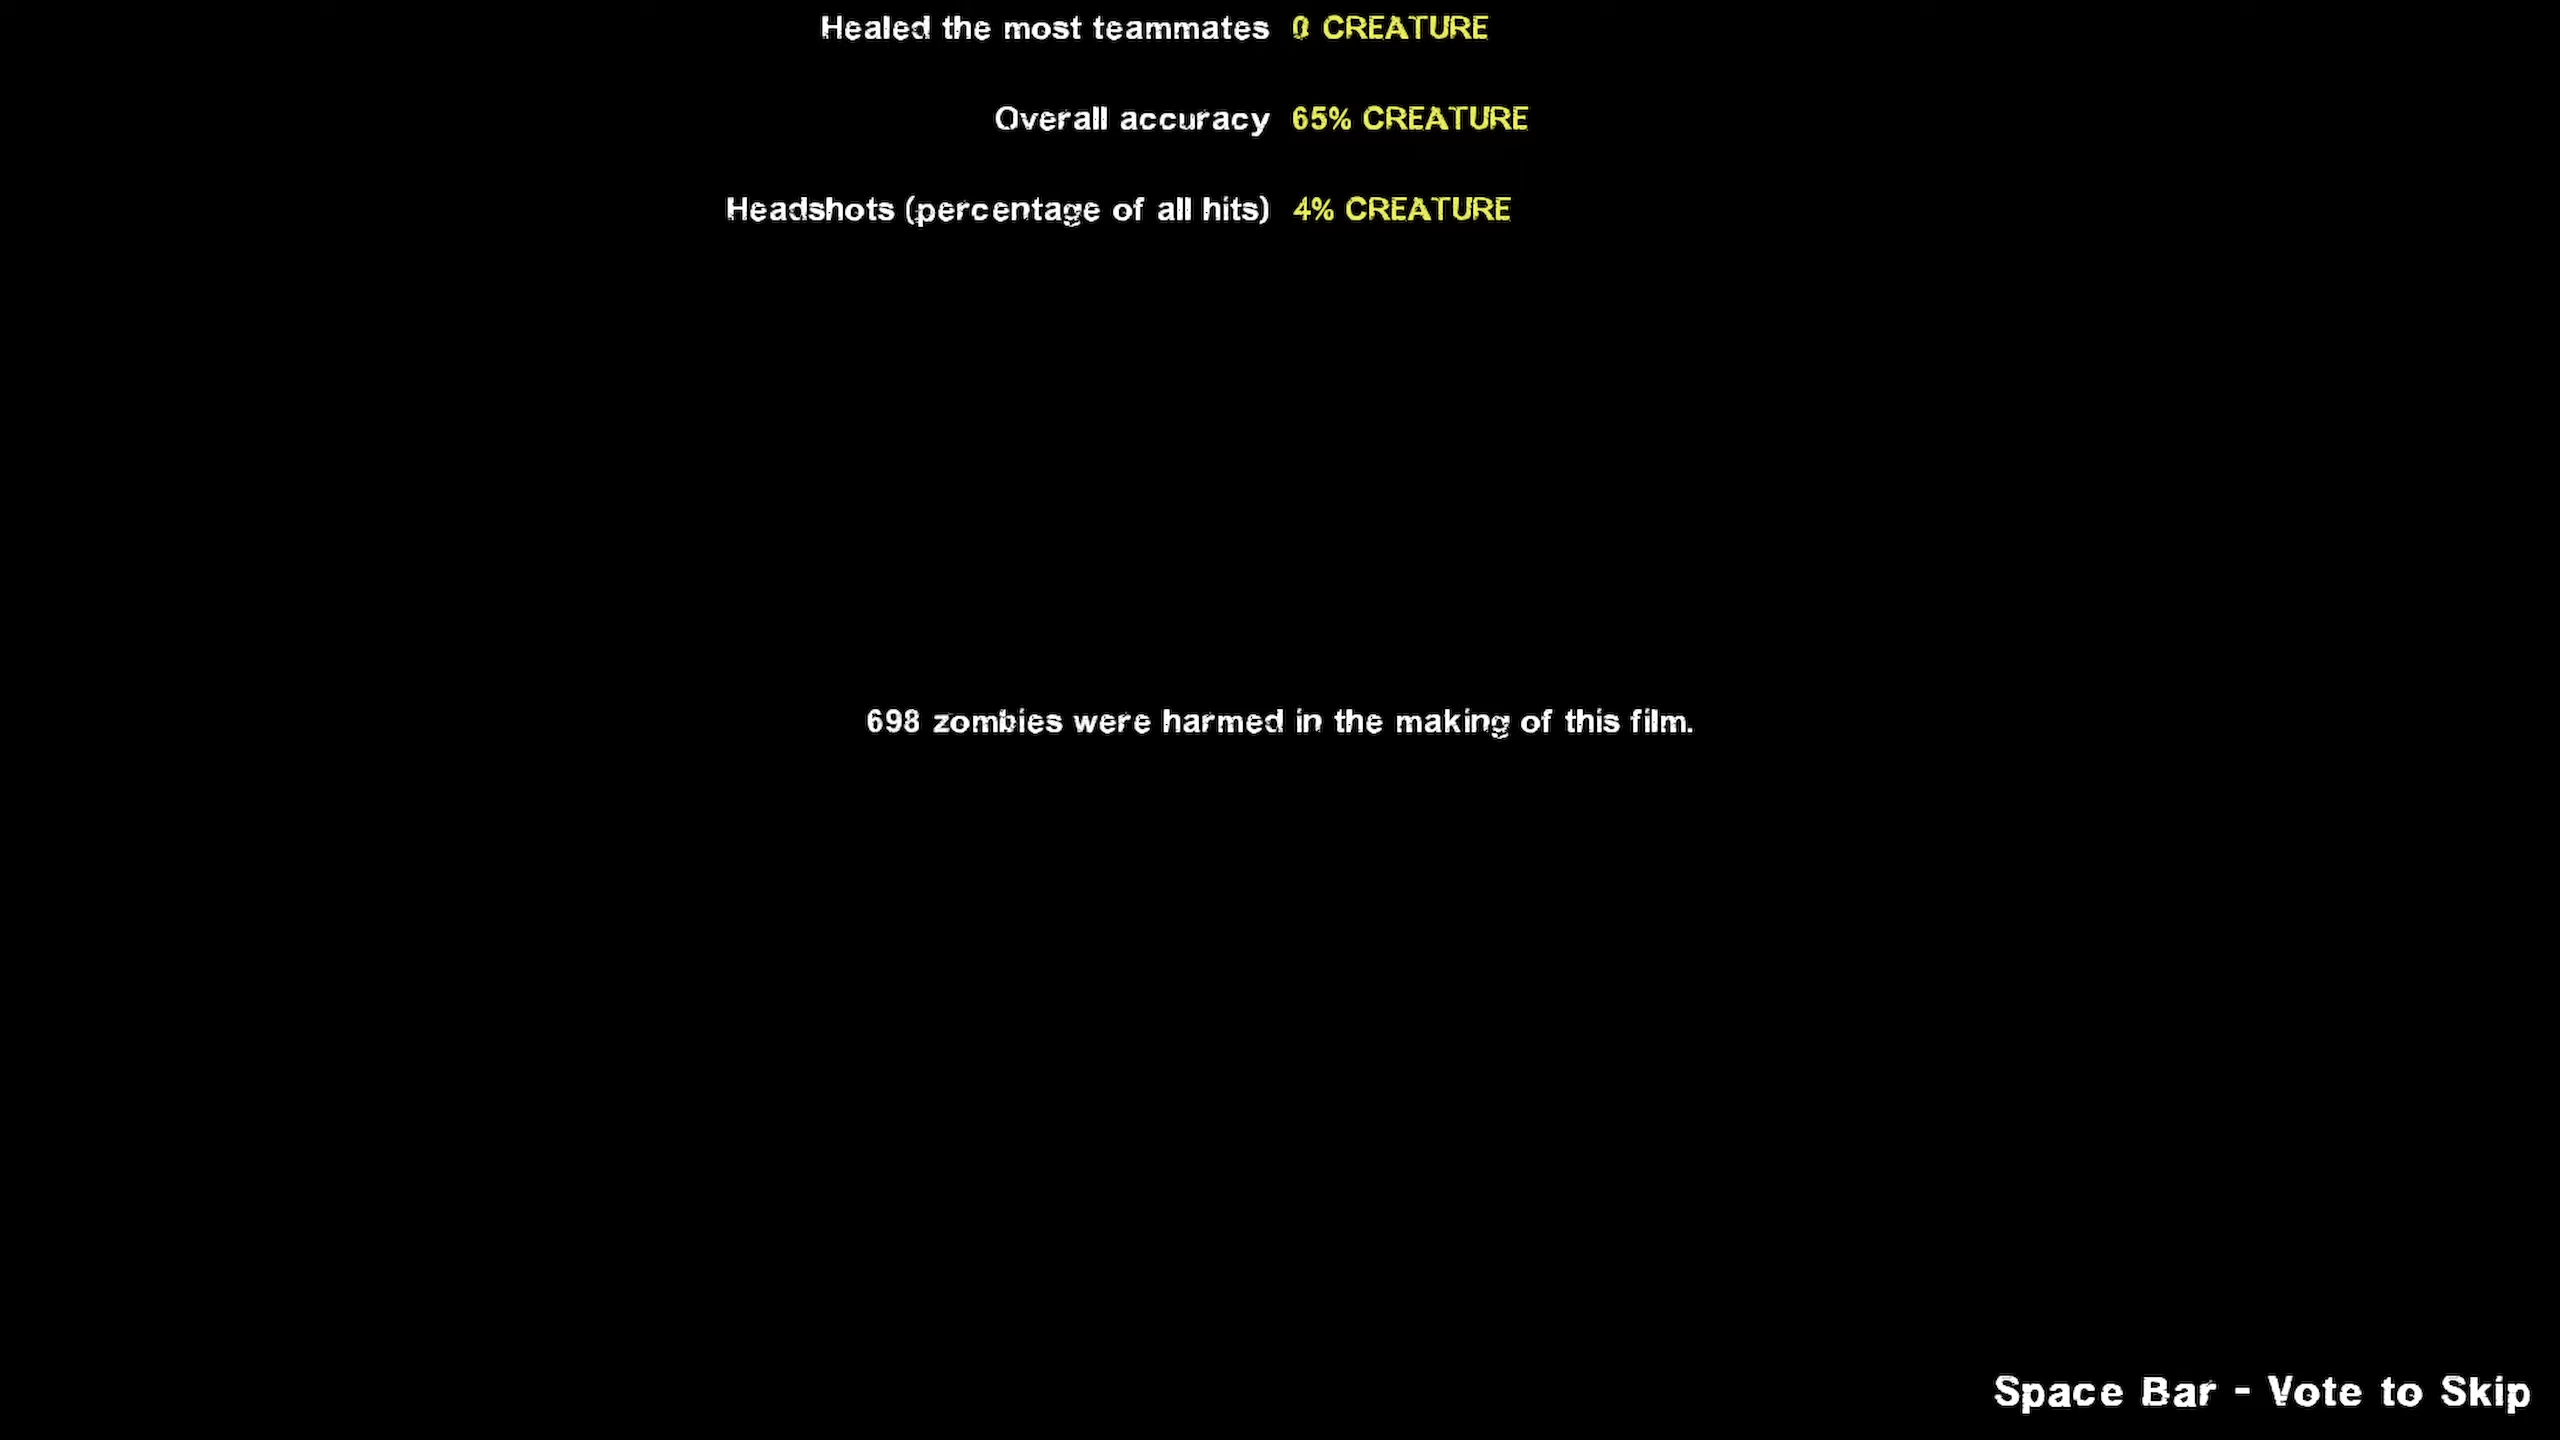 Healed the most teammates 0 CREATURE
Overall accuracy 65% CREATURE
Headshots (percentage of all hits) 4% CREATURE
698 zombies were harmed in the making of this film.
Space Bar - Vote to Skip